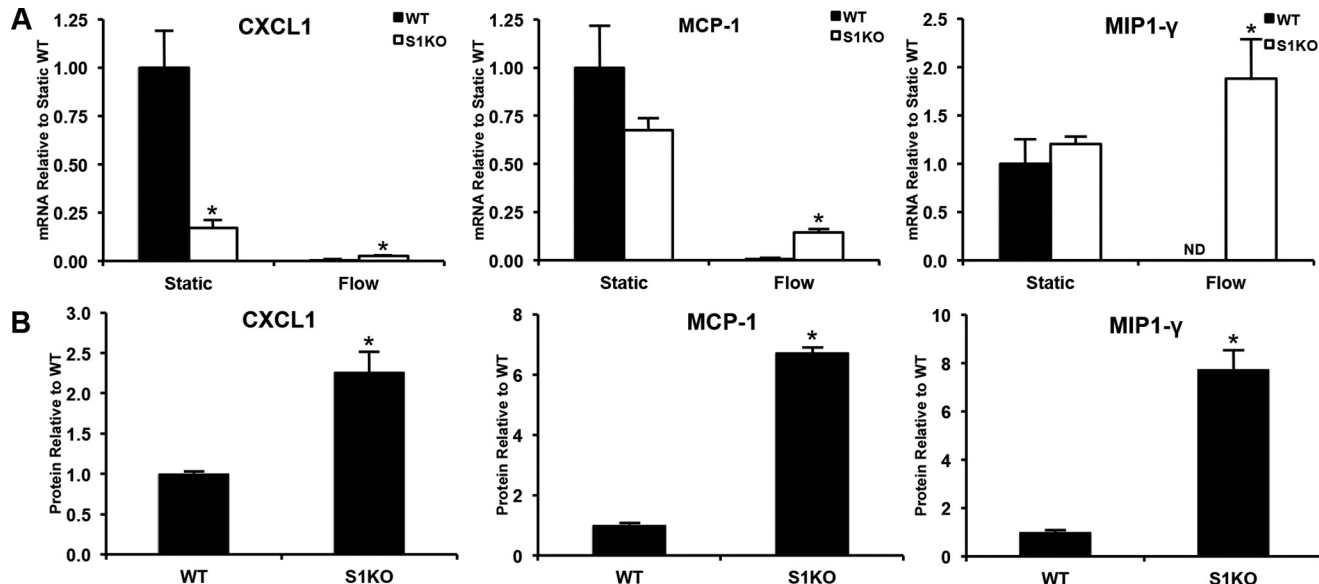 A
CXCL1
WT
S1KO
mRNA Relative to Static WT
1.25
1.00
0.75
0.50
0.25
0.00
*
*
Static Flow
MCP-1
WT
S1KO
mRNA Relative to Static WT
1.25
1.00
0.75
0.50
0.25
0.00
*
Static Flow
MIP1-γ
WT
S1KO
mRNA Relative to Static WT
2.5
2.0
1.5
1.0
0.5
0.0
*
ND
Static Flow
B
CXCL1
Protein Relative to WT
3.0
2.5
2.0
1.5
1.0
0.5
0.0
*
WT S1KO
MCP-1
Protein Relative to WT
8
6
4
2
0
*
WT S1KO
MIP1-γ
Protein Relative to WT
10
8
6
4
2
0
*
WT S1KO